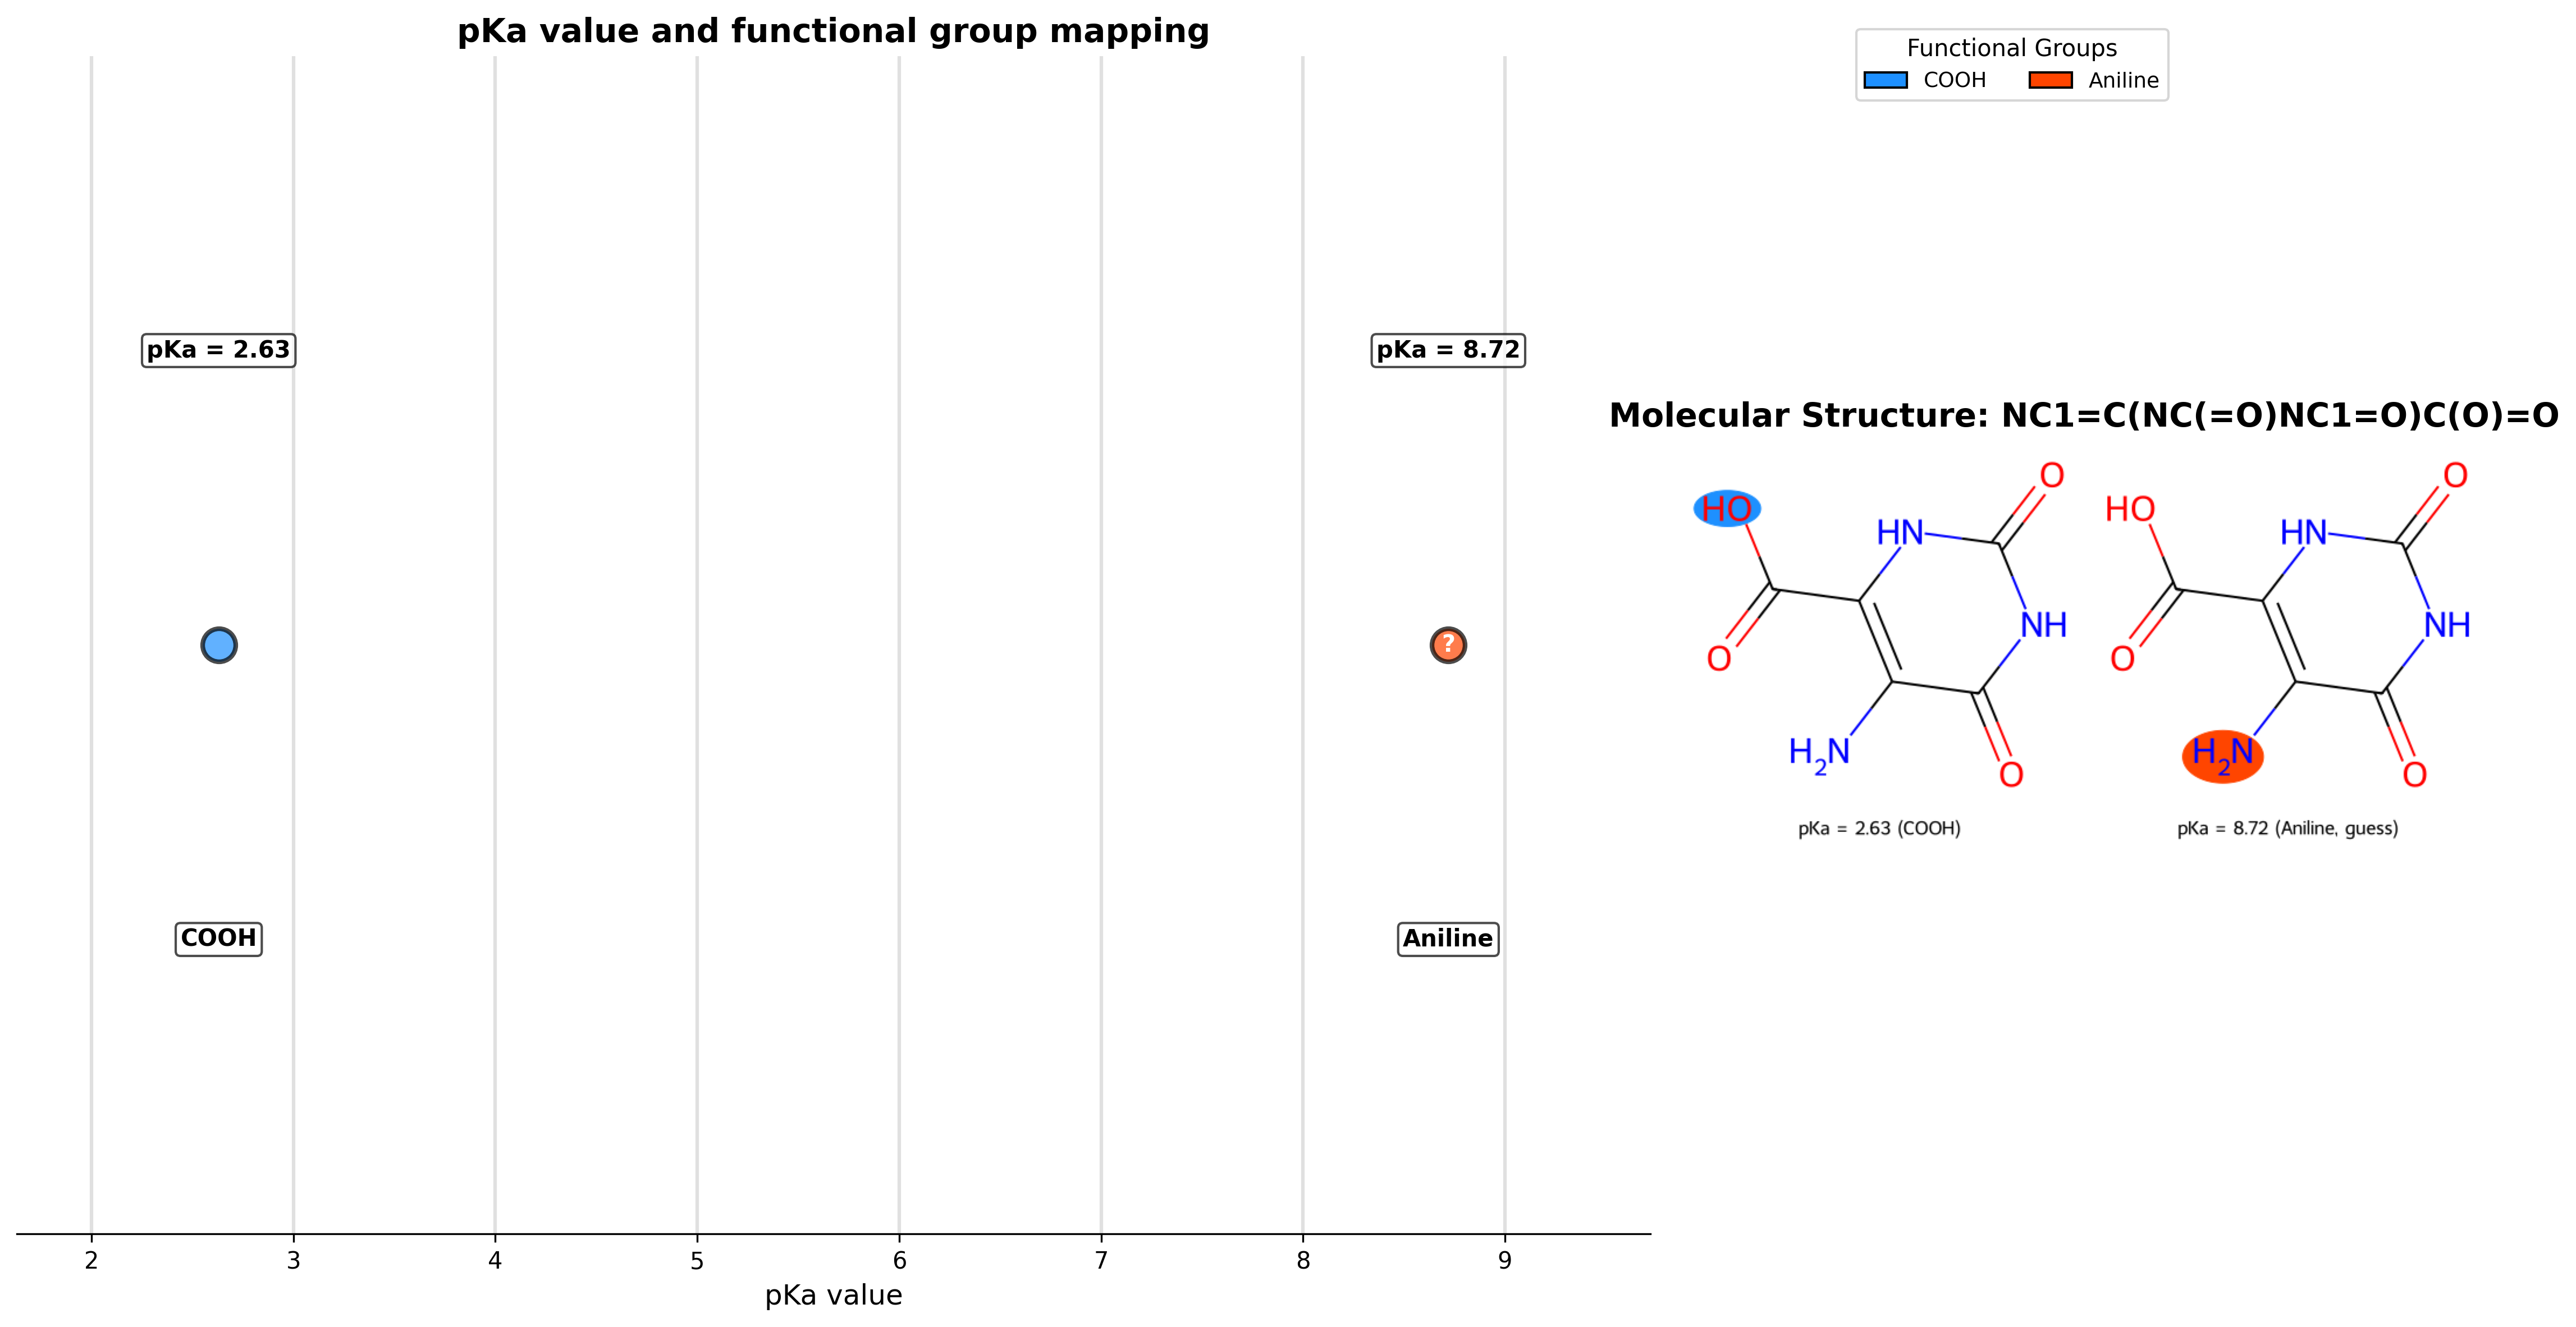 pKa value and functional group mapping
Functional Groups
COOH
Aniline
pKa = 2.63
pKa = 8.72
?
COOH
Aniline
2 3 4 5 6 7 8 9
pKa value
Molecular Structure: NC1=C(NC(=O)NC1=O)C(O)=O
HO
O
HN
O
NH
O
H2N
HO
O
HN
O
NH
O
H2N
pKa = 2.63 (COOH)
pKa = 8.72 (Aniline, guess)